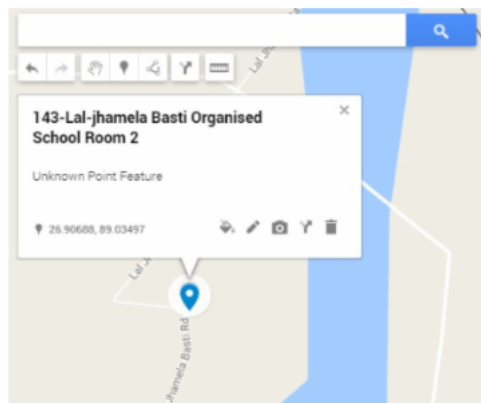 Lal Jh
143-Lal-jhamela Basti Organised
School Room 2
Unknown Point Feature
26.90688, 89.03497
Lal J
Jhamela Basti Rd